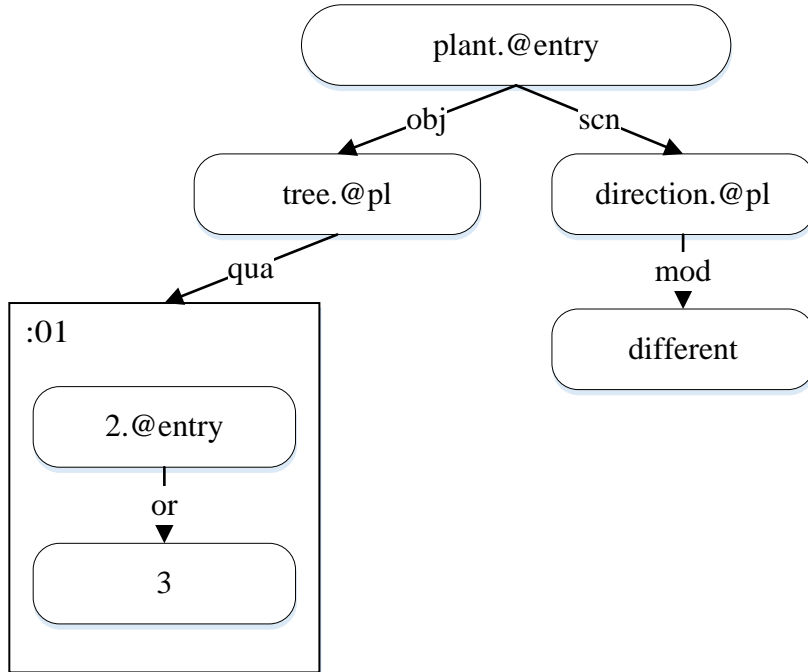 plant.@entry
obj
scn
tree.@pl
direction.@pl
qua
mod
:01
different
2.@entry
or
3